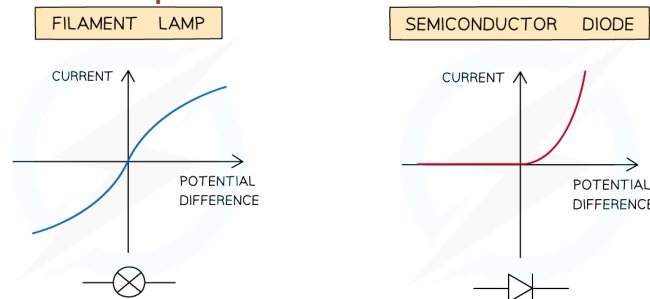 FILAMENT LAMP
CURRENT
POTENTIAL
DIFFERENCE
SEMICONDUCTOR DIODE
CURRENT
POTENTIAL
DIFFERENCE